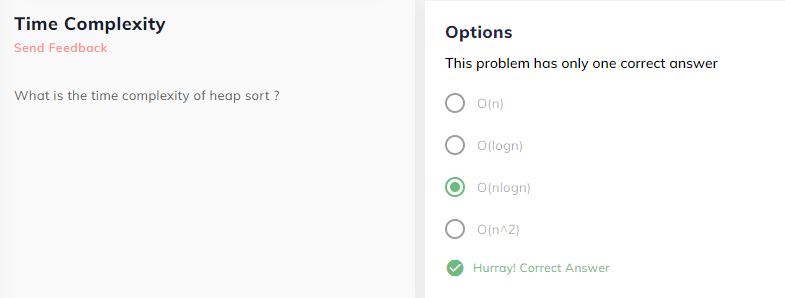 Time Complexity
Send Feedback
What is the time complexity of heap sort ?
Options
This problem has only one correct answer
O(n)
O(logn)
O(nlogn)
O(n^2)
Hurray! Correct Answer